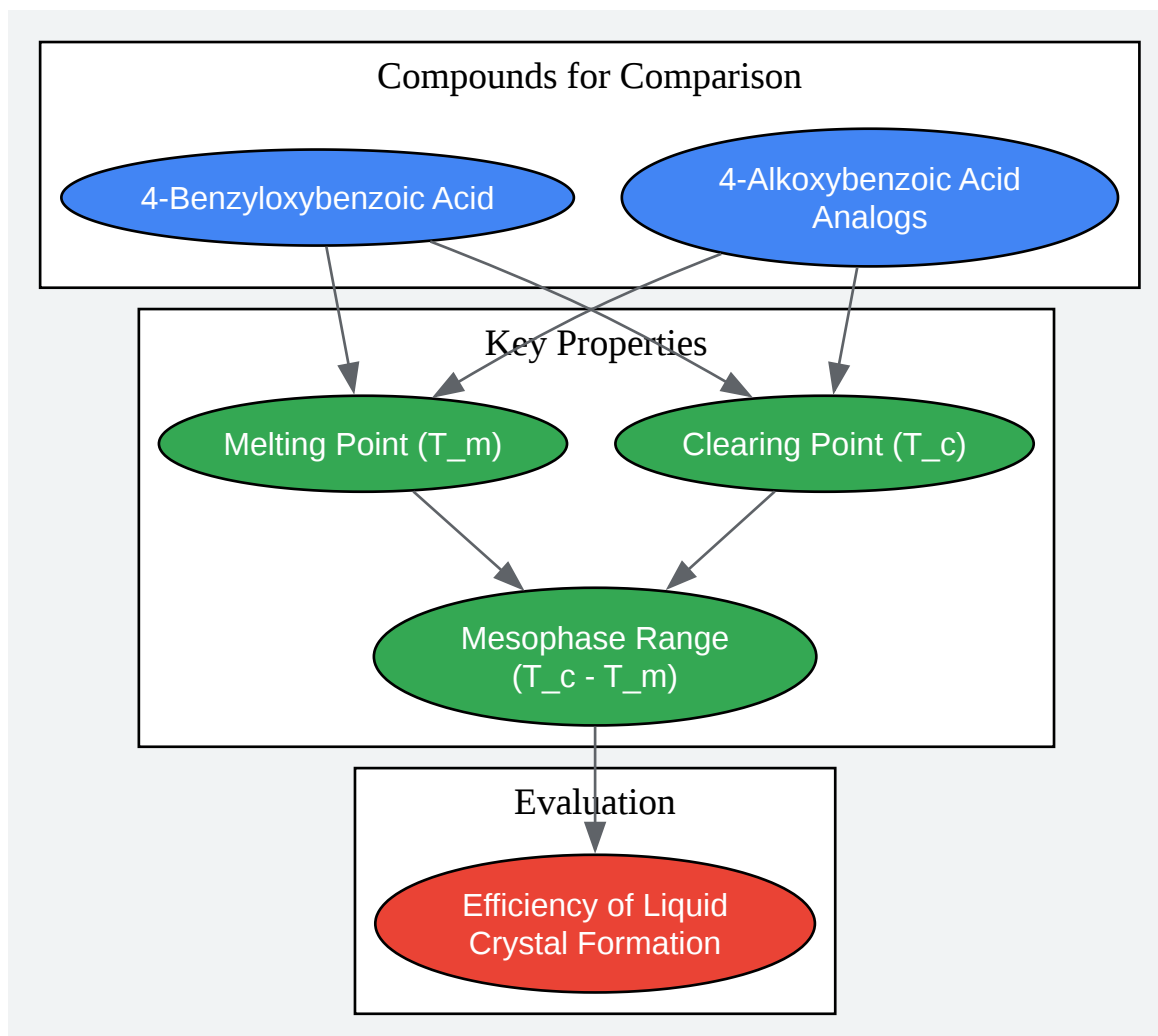 Compounds for Comparison
4-Benzyloxybenzoic Acid
4-Alkoxybenzoic Acid
Analogs
Key Properties
Melting Point (T_m)
Clearing Point (T_c)
Mesophase Range
(T_c - T_m)
Evaluation
Efficiency of Liquid
Crystal Formation